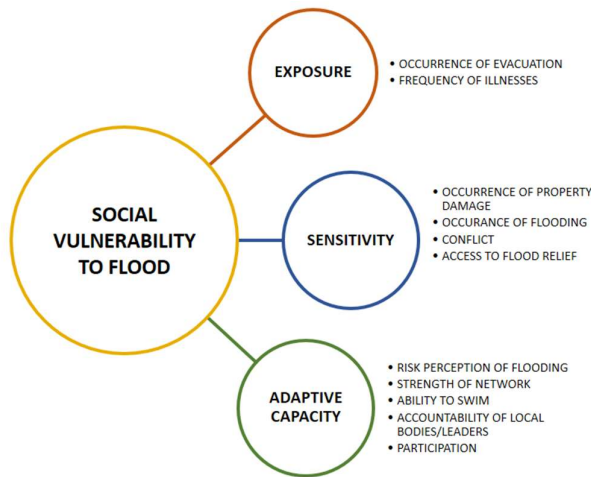 EXPOSURE
• OCCURRENCE OF EVACUATION
• FREQUENCY OF ILLNESSES
SOCIAL
VULNERABILITY
TO FLOOD
SENSITIVITY
• OCCURRENCE OF PROPERTY
DAMAGE
• OCCURANCE OF FLOODING
• CONFLICT
• ACCESS TO FLOOD RELIEF
ADAPTIVE
CAPACITY
• RISK PERCEPTION OF FLOODING
• STRENGTH OF NETWORK
• ABILITY TO SWIM
• ACCOUNTABILITY OF LOCAL
BODIES/LEADERS
• PARTICIPATION